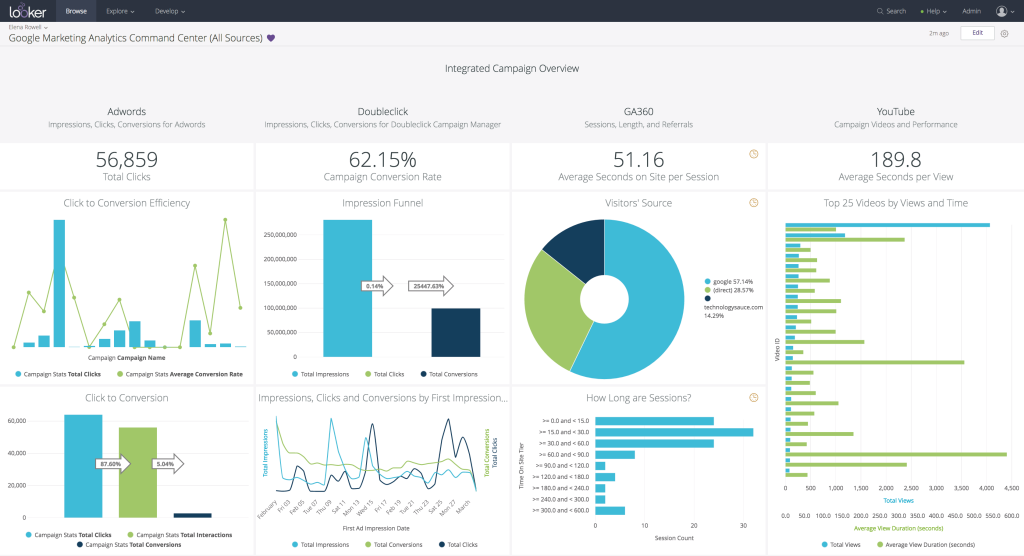 looker
Browse
Explore
Develop
Search
Help
Admin
Elena Rowell
Google Marketing Analytics Command Center (All Sources)
2m ago
Edit
Integrated Campaign Overview
Adwords
Impressions, Clicks, Conversions for Adwords
Doubleclick
Impressions, Clicks, Conversions for Doubleclick Campaign Manager
GA360
Sessions, Length, and Referrals
YouTube
Campaign Videos and Performance
56,859
Total Clicks
62.15%
Campaign Conversion Rate
51.16
Average Seconds on Site per Session
189.8
Average Seconds per View
Click to Conversion Efficiency
Campaign Campaign Name
Campaign Stats Total Clicks
Campaign Stats Average Conversion Rate
Impression Funnel
250,000,000
200,000,000
150,000,000
100,000,000
50,000,000
0
0.14%
25447.63%
Total Impressions
Total Clicks
Total Conversions
Visitors' Source
google 57.14%
(direct) 28.57%
technologysauce.com
14.29%
Top 25 Videos by Views and Time
Video ID
0 500 1,000 1,500 2,000 2,500 3,000 3,500 4,000 4,500
Total Views
0.0 50.0 100.0 150.0 200.0 250.0 300.0 350.0 400.0 450.0 500.0 550.0 600.0
Average View Duration (seconds)
Total Views
Average View Duration (seconds)
Click to Conversion
60,000
40,000
20,000
0
87.60%
5.04%
Campaign Stats Total Clicks
Campaign Stats Total Interactions
Campaign Stats Total Conversions
Impressions, Clicks and Conversions by First Impression...
Total Impressions
Total Conversions
Total Clicks
February
Fri 03
Feb 05
Tue 07
Thu 09
Sat 11
Mon 13
Wed 15
Fri 17
Feb 19
Tue 21
Thu 23
Sat 25
Mon 27
March
First Ad Impression Date
Total Impressions
Total Conversions
Total Clicks
How Long are Sessions?
Time On Site Tier
>= 0.0 and < 15.0
>= 15.0 and < 30.0
>= 30.0 and < 60.0
>= 60.0 and < 90.0
>= 90.0 and < 120.0
>= 120.0 and < 180.0
>= 180.0 and < 240.0
>= 240.0 and < 300.0
>= 300.0 and < 600.0
0 10 20 30
Session Count